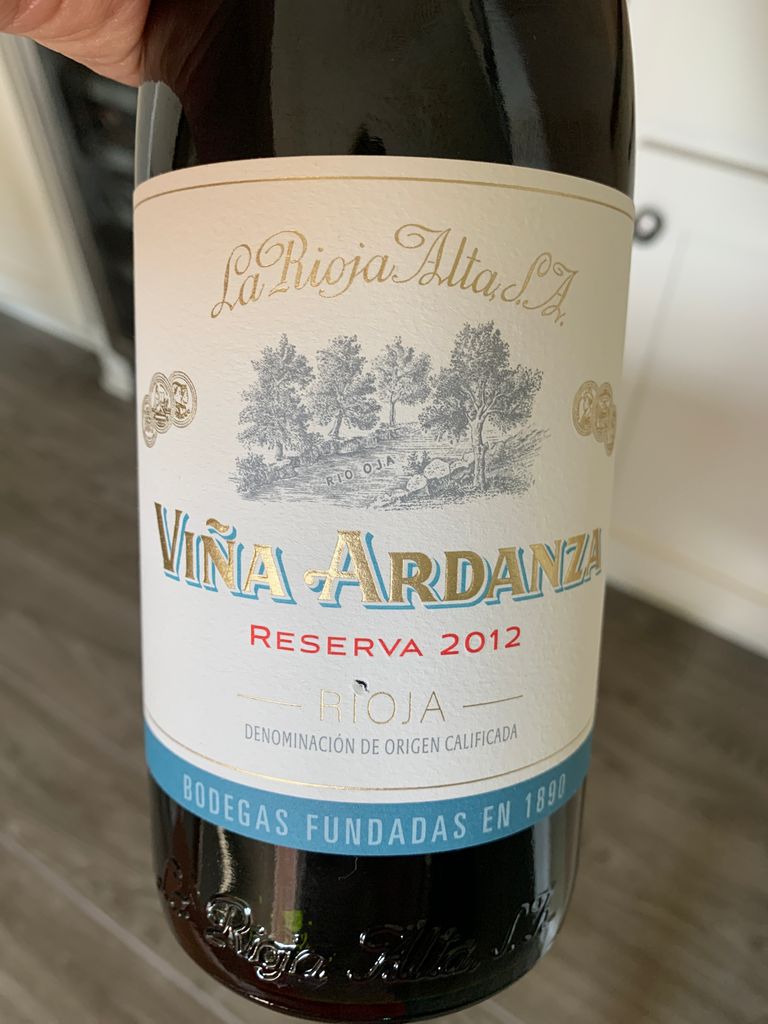 La Rioja Alta, S.A.
RIO OJA
VIÑA ARDANZA
RESERVA 2012
RIOJA
DENOMINACIÓN DE ORIGEN CALIFICADA
BODEGAS FUNDADAS EN 1890
La Rioja Alta, S.A.